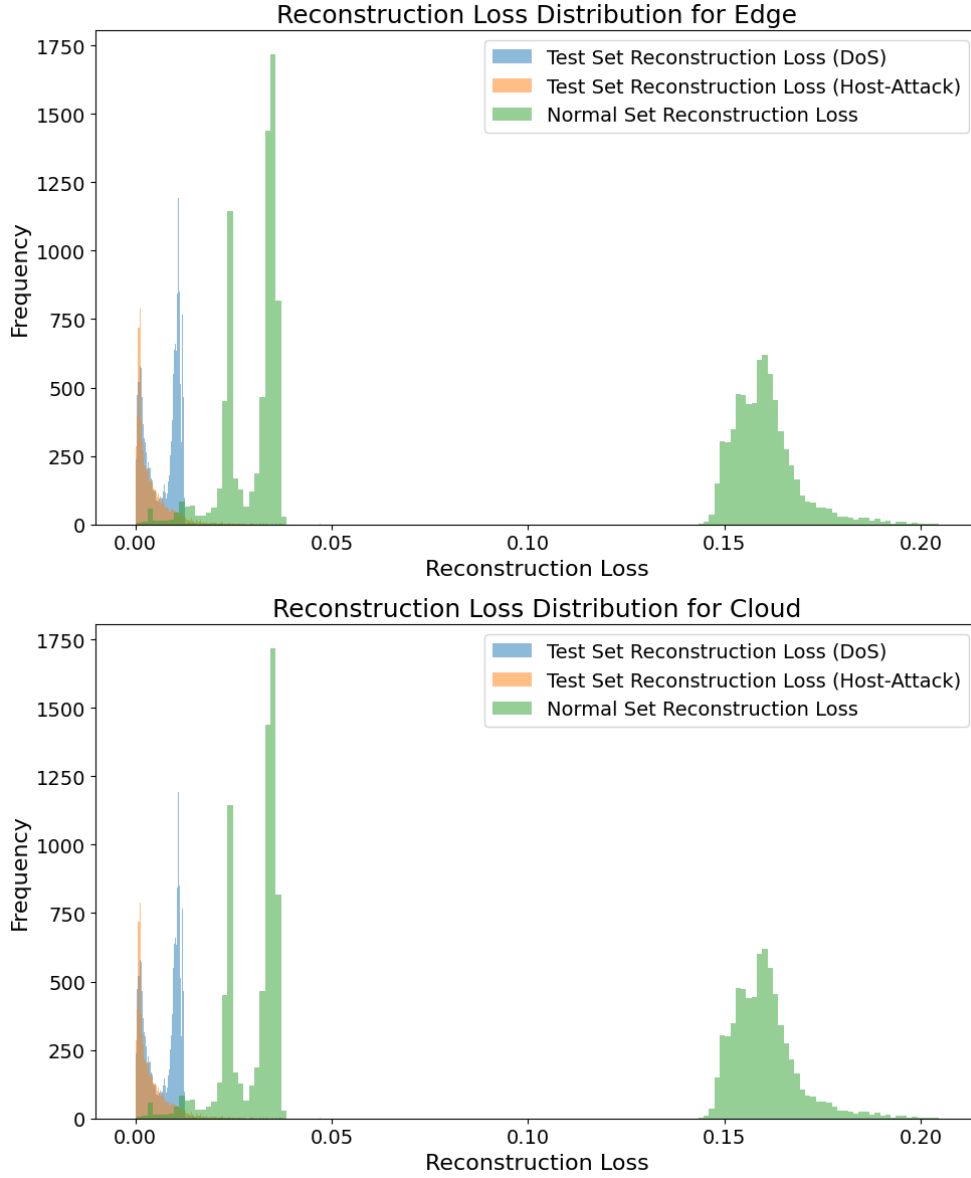 Reconstruction Loss Distribution for Edge
Test Set Reconstruction Loss (DoS)
Test Set Reconstruction Loss (Host-Attack)
Normal Set Reconstruction Loss
Frequency
1750
1500
1250
1000
750
500
250
0
0.00 0.05 0.10 0.15 0.20
Reconstruction Loss
Reconstruction Loss Distribution for Cloud
Test Set Reconstruction Loss (DoS)
Test Set Reconstruction Loss (Host-Attack)
Normal Set Reconstruction Loss
Frequency
1750
1500
1250
1000
750
500
250
0
0.00 0.05 0.10 0.15 0.20
Reconstruction Loss